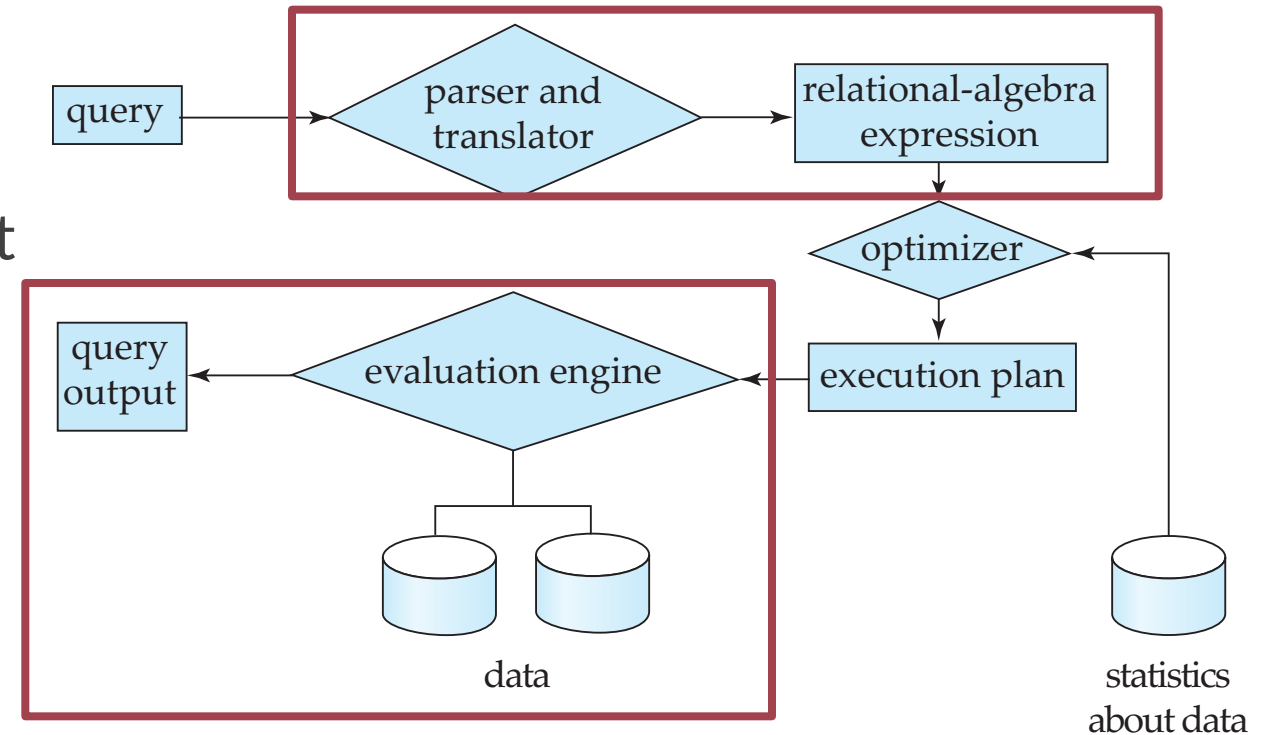 query
parser and
translator
relational-algebra
expression
t
optimizer
query
output
evaluation engine
execution plan
data
statistics
about data